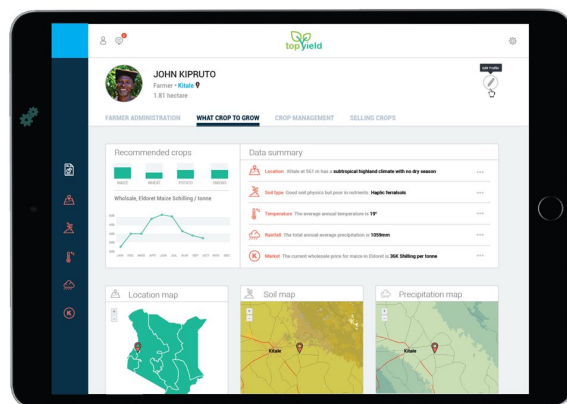 topyield
Edit Profile
JOHN KIPRUTO
Farmer • Kitale
1.81 hectare
FARMER ADMINISTRATION
WHAT CROP TO GROW
CROP MANAGEMENT
SELLING CROPS
Recommended crops
MAIZE WHEAT POTATO ONIONS
Wholsale, Eldoret Maize Schilling / tonne
JAN FEB MAR APR MAY JUN JUL AUG SEP OCT NOV DEC
Data summary
Location Kitale at 557 m has a subtropical highland climate with no dry season
Soil type Good soil physics but poor in nutrients. Haplic ferralsols
Temperature The average annual temperature is 19°
Rainfall The total annual average precipitation is 1059mm
Market The current wholesale price for maize in Eldoret is 36K Shilling per tonne
Location map
Soil map
Kitale
Precipitation map
Kitale